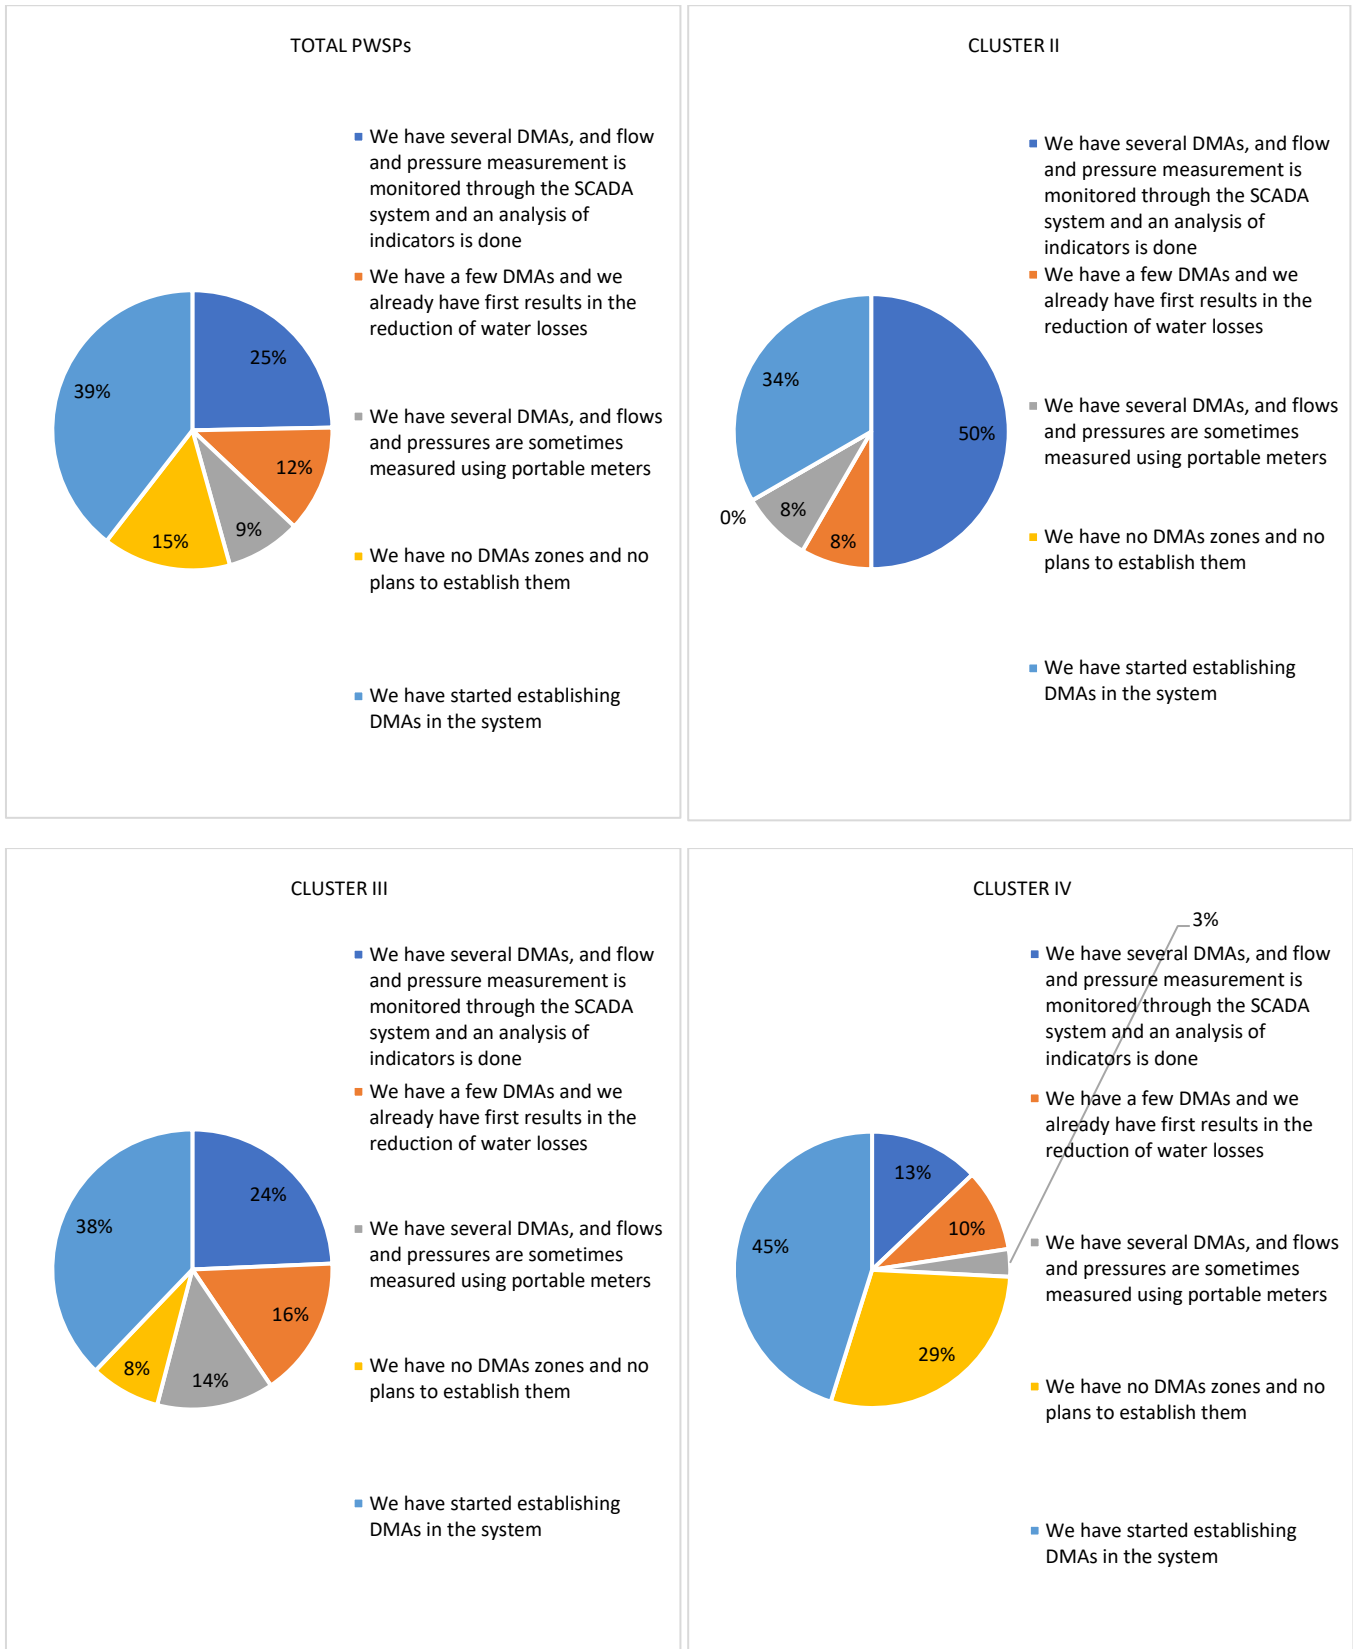 TOTAL PWSPs
We have several DMAs, and flow
and pressure measurement is
monitored through the SCADA
system and an analysis of
indicators is done
We have a few DMAs and we
already have first results in the
reduction of water losses
We have several DMAs, and flows
and pressures are sometimes
measured using portable meters
We have no DMAs zones and no
plans to establish them
We have started establishing
DMAs in the system
25%
12%
9%
15%
39%
CLUSTER II
We have several DMAs, and flow
and pressure measurement is
monitored through the SCADA
system and an analysis of
indicators is done
We have a few DMAs and we
already have first results in the
reduction of water losses
We have several DMAs, and flows
and pressures are sometimes
measured using portable meters
We have no DMAs zones and no
plans to establish them
We have started establishing
DMAs in the system
50%
8%
8%
0%
34%
CLUSTER III
We have several DMAs, and flow
and pressure measurement is
monitored through the SCADA
system and an analysis of
indicators is done
We have a few DMAs and we
already have first results in the
reduction of water losses
We have several DMAs, and flows
and pressures are sometimes
measured using portable meters
We have no DMAs zones and no
plans to establish them
We have started establishing
DMAs in the system
24%
16%
14%
8%
38%
CLUSTER IV
3%
We have several DMAs, and flow
and pressure measurement is
monitored through the SCADA
system and an analysis of
indicators is done
We have a few DMAs and we
already have first results in the
reduction of water losses
We have several DMAs, and flows
and pressures are sometimes
measured using portable meters
We have no DMAs zones and no
plans to establish them
We have started establishing
DMAs in the system
13%
10%
29%
45%